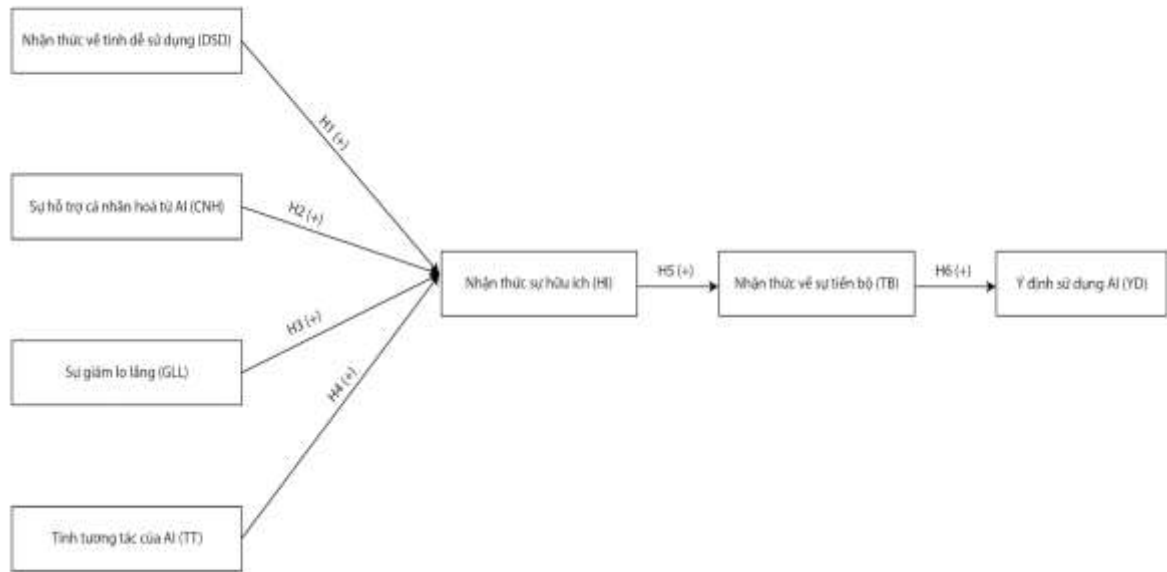 Nhận thức về tính dễ sử dụng (DSD)
H1 (+)
Sự hỗ trợ cá nhân hoá từ AI (CNH)
H2 (+)
Nhận thức sự hữu ích (HI)
H5 (+)
Nhận thức về sự tiến bộ (TB)
H6 (+)
Ý định sử dụng AI (YD)
H3 (+)
Sự giảm lo lắng (GLL)
H4 (+)
Tính tương tác của AI (TT)